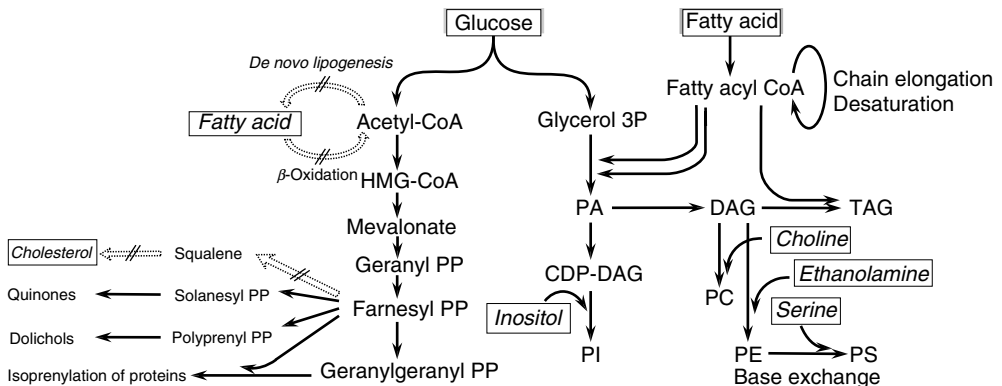 Glucose
Fatty acid
De novo lipogenesis
Fatty acyl CoA
Chain elongation
Desaturation
Fatty acid
Acetyl-CoA
Glycerol 3P
β-Oxidation
HMG-CoA
Mevalonate
PA
DAG
TAG
Cholesterol
Squalene
Geranyl PP
CDP-DAG
Choline
Ethanolamine
Quinones
Solanesyl PP
Farnesyl PP
Inositol
PC
Serine
Dolichols
Polyprenyl PP
PI
PE
PS
Isoprenylation of proteins
Geranylgeranyl PP
Base exchange